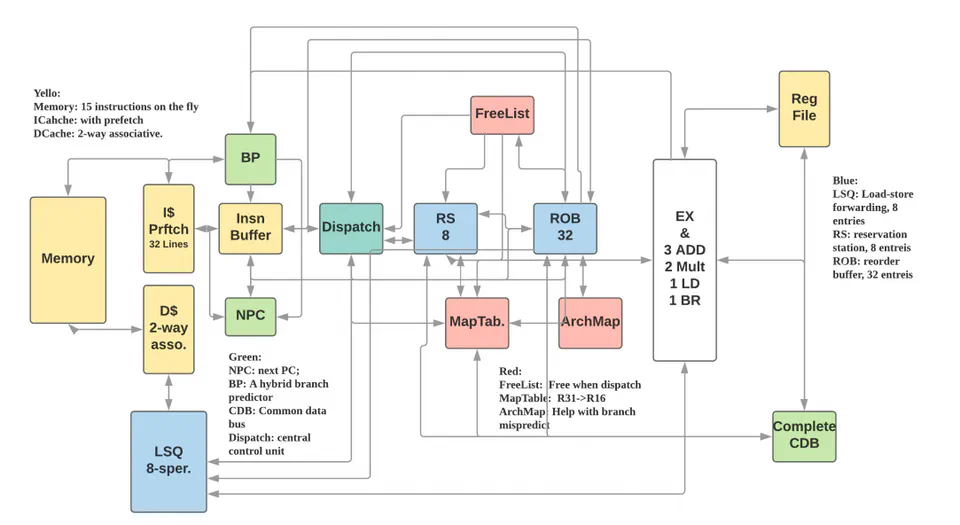 Yello:
Memory: 15 instructions on the fly
ICahche: with prefetch
DCache: 2-way associative.
FreeList
Reg
File
BP
Memory
I$
Prftch
32 Lines
Insn
Buffer
Dispatch
RS
8
ROB
32
EX
&
3 ADD
2 Mult
1 LD
1 BR
Blue:
LSQ: Load-store
forwarding, 8
entries
RS: reservation
station, 8 entreis
ROB: reorder
buffer, 32 entreis
D$
2-way
asso.
NPC
MapTab.
ArchMap
Green:
NPC: next PC;
BP: A hybrid branch
predictor
CDB: Common data
bus
Dispatch: central
control unit
Red:
FreeList: Free when dispatch
MapTable: R31->R16
ArchMap: Help with branch
mispredict
LSQ
8-sper.
Complete
CDB